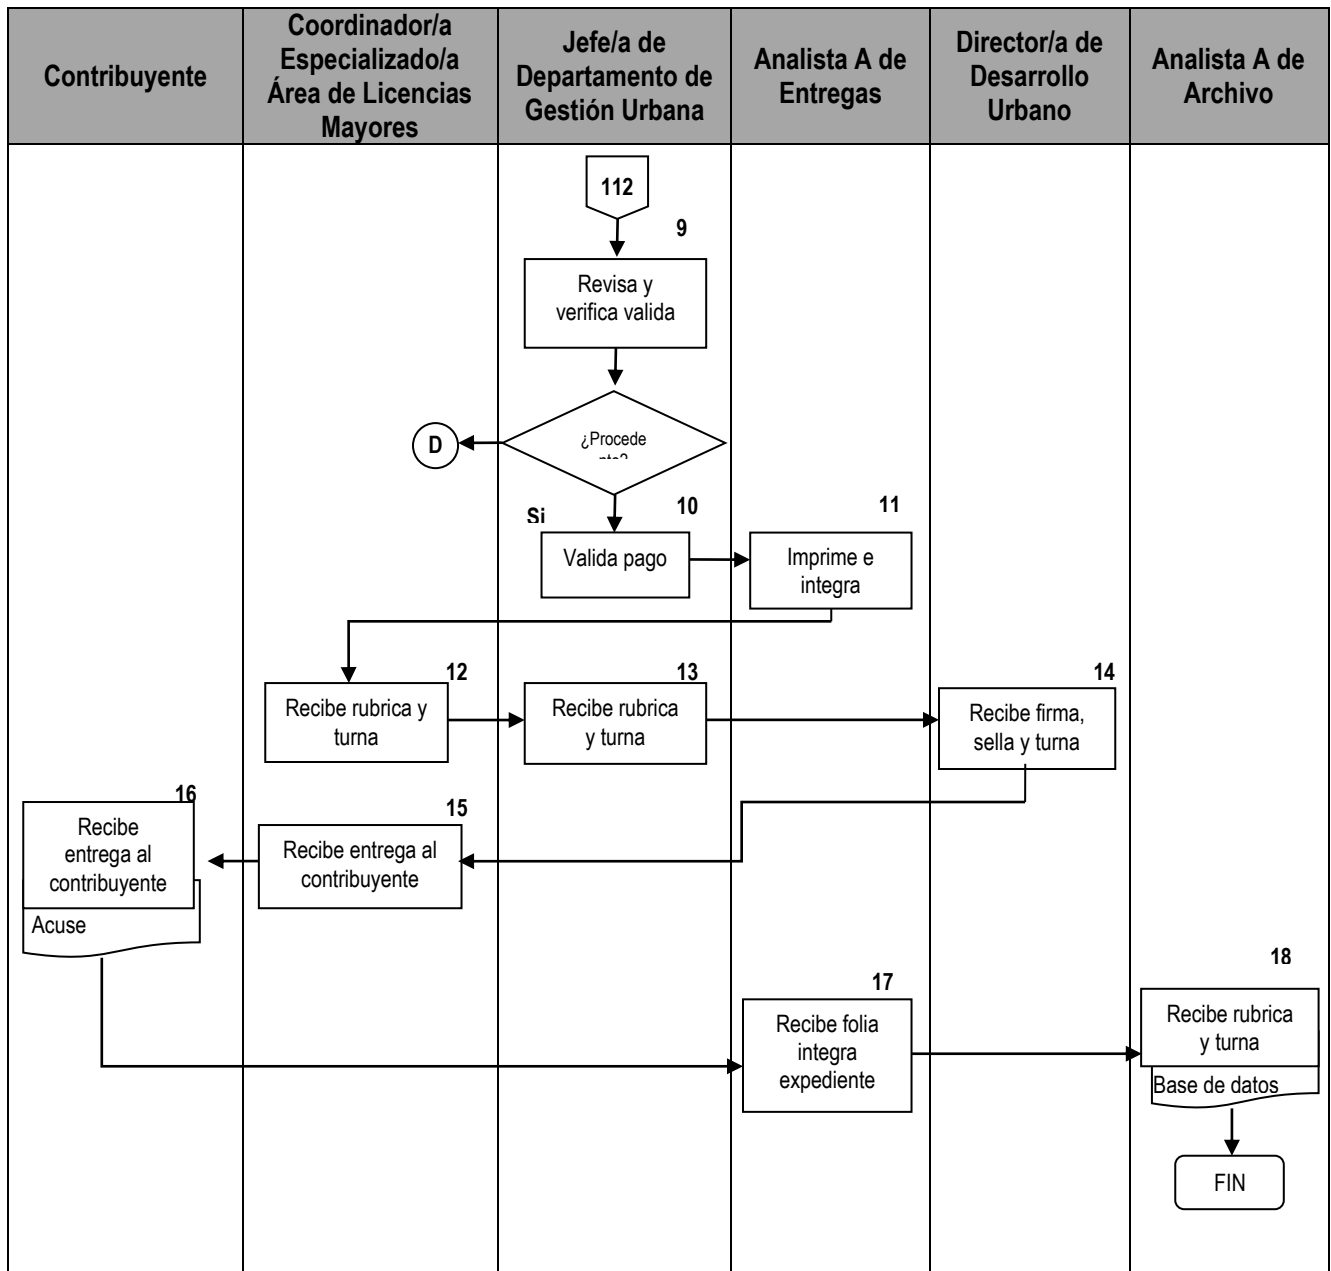 Contribuyente
Coordinador/a
Especializado/a
Área de Licencias
Mayores
Jefe/a de
Departamento de
Gestión Urbana
Analista A de
Entregas
Director/a de
Desarrollo
Urbano
Analista A de
Archivo
112
9
Revisa y
verifica valida
D
¿Procede
nte?
Si
10
Valida pago
11
Imprime e
integra
12
Recibe rubrica y
turna
13
Recibe rubrica
y turna
14
Recibe firma,
sella y turna
15
Recibe entrega al
contribuyente
16
Recibe
entrega al
contribuyente
Acuse
17
Recibe folia
integra
expediente
18
Recibe rubrica
y turna
Base de datos
FIN